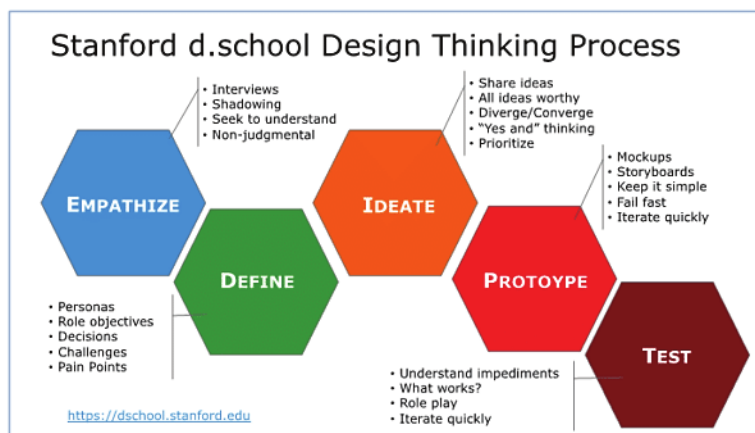 Stanford d.school Design Thinking Process
EMPATHIZE
• Interviews
• Shadowing
• Seek to understand
• Non-judgmental
DEFINE
• Personas
• Role objectives
• Decisions
• Challenges
• Pain Points
IDEATE
• Share ideas
• All ideas worthy
• Diverge/Converge
• “Yes and” thinking
• Prioritize
PROTOYPE
• Mockups
• Storyboards
• Keep it simple
• Fail fast
• Iterate quickly
TEST
• Understand impediments
• What works?
• Role play
• Iterate quickly
https://dschool.stanford.edu